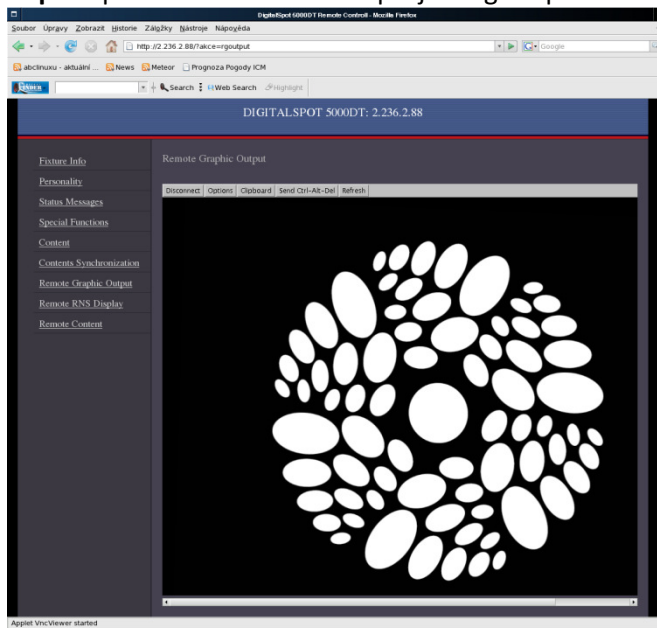 DigitalSpot 5000DT Remote Controll - Mozilla Firefox
Soubor Úpravy Zobrazit Historie Záložky Nástroje Nápověda
http://2.236.2.88/?akce=rgoutput
Google
abclinuxu - aktuální ... News Meteor Prognoza Pogody ICM
Search Web Search Highlight
DIGITALSPOT 5000DT: 2.236.2.88
Fixture Info
Remote Graphic Output
Personality
Disconnect Options Clipboard Send Ctrl-Alt-Del Refresh
Status Messages
Special Functions
Content
Contents Synchronization
Remote Graphic Output
Remote RNS Display
Remote Content
Applet VncViewer started